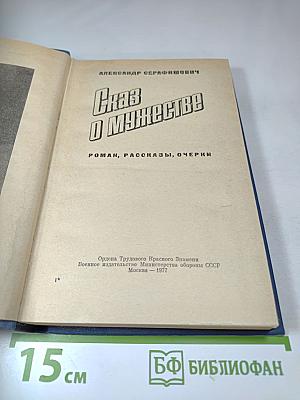 АЛЕКСАНДР СЕРАФИМОВИЧ
Сказ
о мужестве
РОМАН, РАССКАЗЫ, ОЧЕРКИ
Ордена Трудового Красного Знамени
Военное издательство Министерства обороны СССР
Москва — 1977
1*
15 см
БФ БИБЛИОФАН